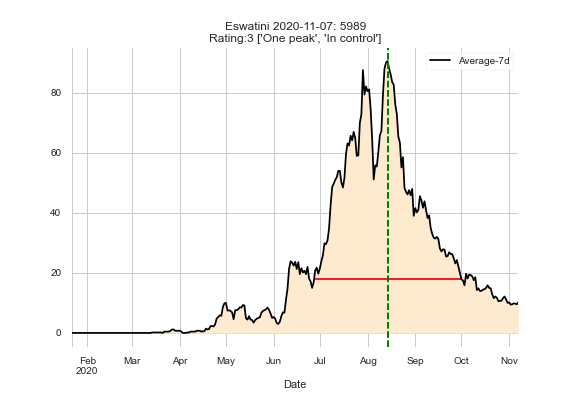 Eswatini 2020-11-07: 5989
Rating:3 ['One peak', 'In control']
Average-7d
80
60
40
20
0
Feb
2020
Mar
Apr
May
Jun
Jul
Aug
Sep
Oct
Nov
Date